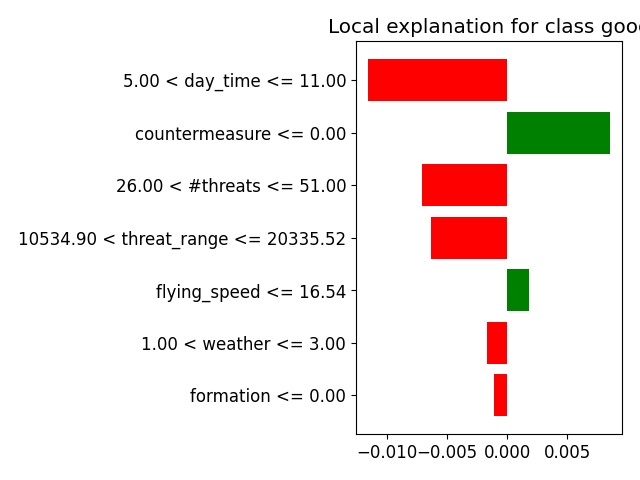 Local explanation for class good
5.00 < day_time <= 11.00
countermeasure <= 0.00
26.00 < #threats <= 51.00
10534.90 < threat_range <= 20335.52
flying_speed <= 16.54
1.00 < weather <= 3.00
formation <= 0.00
−0.010 −0.005 0.000 0.005